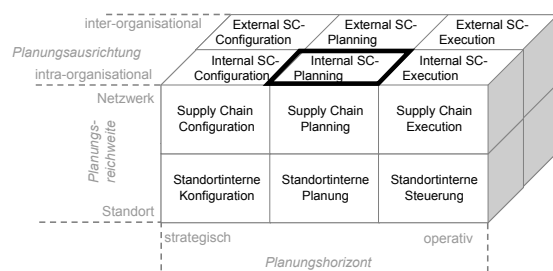 inter-organisational
External SC-
Configuration
External SC-
Planning
External SC-
Execution
Planungsausrichtung
intra-organisational
Internal SC-
Configuration
Internal SC-
Planning
Internal SC-
Execution
Netzwerk
Supply Chain
Configuration
Supply Chain
Planning
Supply Chain
Execution
Planungs-
reichweite
Standortinterne
Konfiguration
Standortinterne
Planung
Standortinterne
Steuerung
Standort
strategisch
operativ
Planungshorizont